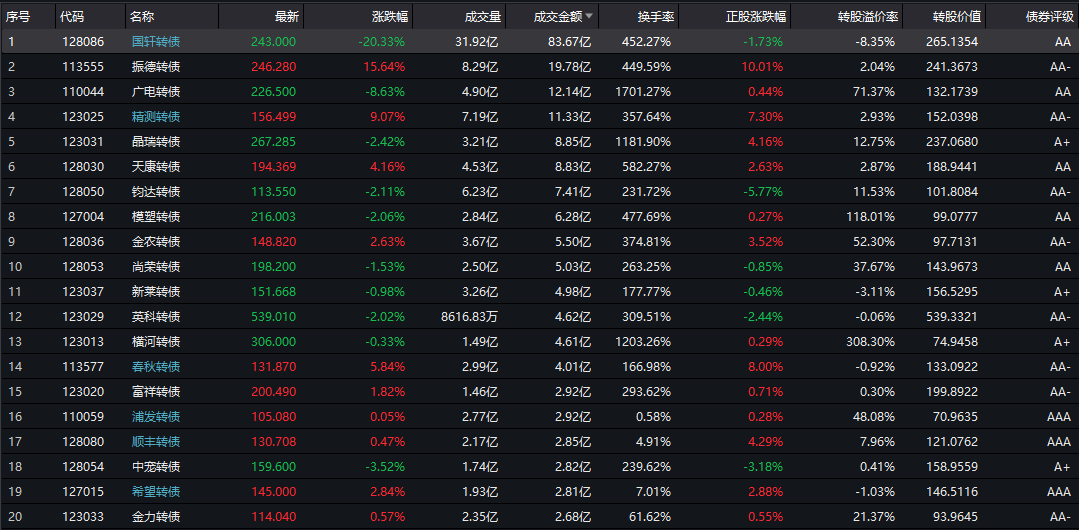 序号 代码 名称 最新 涨跌幅 成交量 成交金额 换手率 正股涨跌幅 转股溢价率 转股价值 债券评级
1 128086 国轩转债 243.000 -20.33% 31.92亿 83.67亿 452.27% -1.73% -8.35% 265.1354 AA
2 113555 振德转债 246.280 15.64% 8.29亿 19.78亿 449.59% 10.01% 2.04% 241.3673 AA-
3 110044 广电转债 226.500 -8.63% 4.90亿 12.14亿 1701.27% 0.44% 71.37% 132.1739 AA
4 123025 精测转债 156.499 9.07% 7.19亿 11.33亿 357.64% 7.30% 2.93% 152.0398 AA-
5 123031 晶瑞转债 267.285 -2.42% 3.21亿 8.85亿 1181.90% 4.16% 12.75% 237.0680 A+
6 128030 天康转债 194.369 4.16% 4.53亿 8.83亿 582.27% 2.63% 2.87% 188.9441 AA
7 128050 钧达转债 113.550 -2.11% 6.23亿 7.41亿 231.72% -5.77% 11.53% 101.8084 AA-
8 127004 模塑转债 216.003 -2.06% 2.84亿 6.28亿 477.69% 0.27% 118.01% 99.0777 AA
9 128036 金农转债 148.820 2.63% 3.67亿 5.50亿 374.81% 3.52% 52.30% 97.7131 AA-
10 128053 尚荣转债 198.200 -1.53% 2.50亿 5.03亿 263.25% -0.85% 37.67% 143.9673 AA
11 123037 新莱转债 151.668 -0.98% 3.26亿 4.98亿 177.77% -0.46% -3.11% 156.5295 A+
12 123029 英科转债 539.010 -2.02% 8616.83万 4.62亿 309.51% -2.44% -0.06% 539.3321 AA-
13 123013 横河转债 306.000 -0.33% 1.49亿 4.61亿 1203.26% 0.29% 308.30% 74.9458 A+
14 113577 春秋转债 131.870 5.84% 2.99亿 4.01亿 166.98% 8.00% -0.92% 133.0922 AA-
15 123020 富祥转债 200.490 1.82% 1.46亿 2.92亿 293.62% 0.71% 0.30% 199.8922 AA-
16 110059 浦发转债 105.080 0.05% 2.77亿 2.92亿 0.58% 0.28% 48.08% 70.9635 AAA
17 128080 顺丰转债 130.708 0.47% 2.17亿 2.85亿 4.91% 4.29% 7.96% 121.0762 AAA
18 128054 中宠转债 159.600 -3.52% 1.74亿 2.82亿 239.62% -3.18% 0.41% 158.9559 A+
19 127015 希望转债 145.000 2.84% 1.93亿 2.81亿 7.01% 2.88% -1.03% 146.5116 AAA
20 123033 金力转债 114.040 0.57% 2.35亿 2.68亿 61.62% 0.55% 21.37% 93.9645 AA-